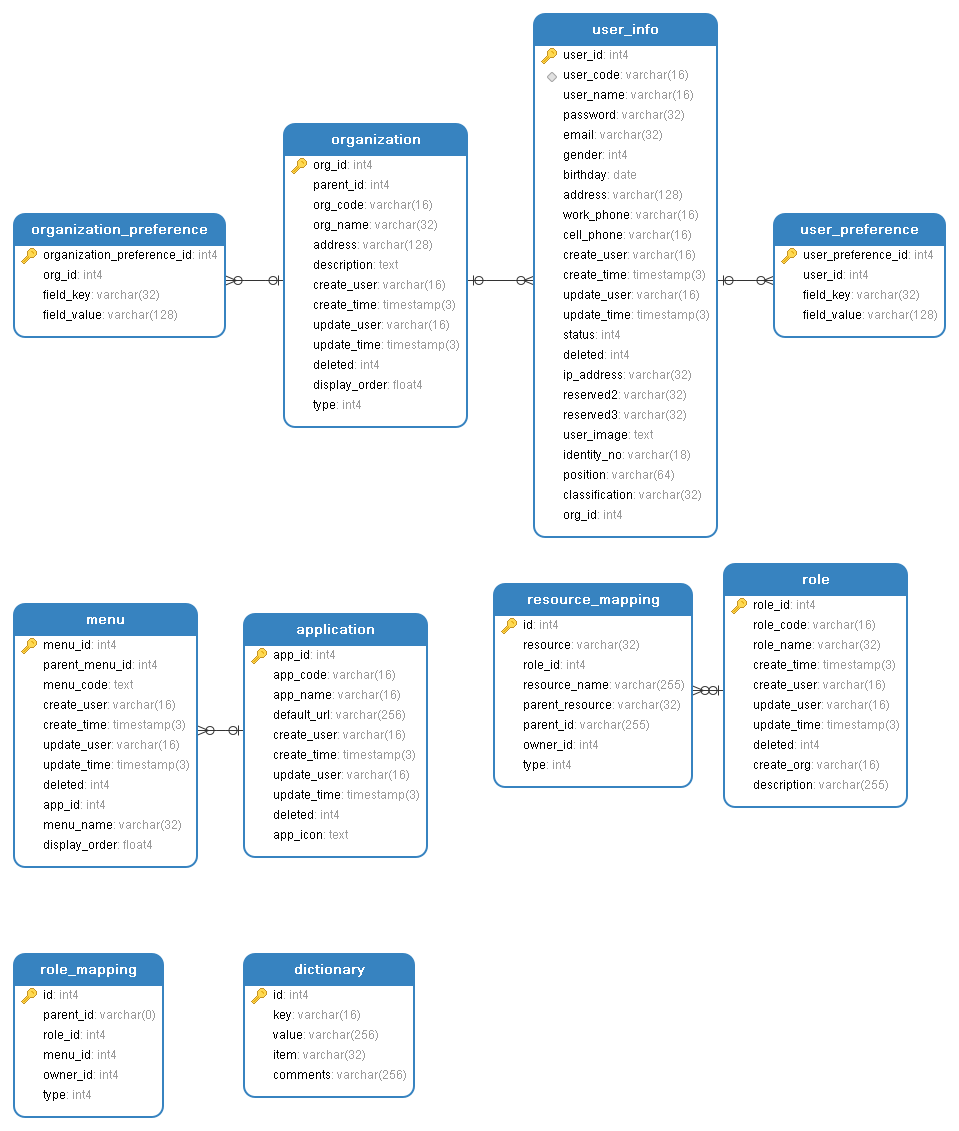 user_info
user_id: int4
user_code: varchar(16)
user_name: varchar(16)
password: varchar(32)
email: varchar(32)
gender: int4
birthday: date
address: varchar(128)
work_phone: varchar(16)
cell_phone: varchar(16)
create_user: varchar(16)
create_time: timestamp(3)
update_user: varchar(16)
update_time: timestamp(3)
status: int4
deleted: int4
ip_address: varchar(32)
reserved2: varchar(32)
reserved3: varchar(32)
user_image: text
identity_no: varchar(18)
position: varchar(64)
classification: varchar(32)
org_id: int4
organization
org_id: int4
parent_id: int4
org_code: varchar(16)
org_name: varchar(32)
address: varchar(128)
description: text
create_user: varchar(16)
create_time: timestamp(3)
update_user: varchar(16)
update_time: timestamp(3)
deleted: int4
display_order: float4
type: int4
organization_preference
organization_preference_id: int4
org_id: int4
field_key: varchar(32)
field_value: varchar(128)
user_preference
user_preference_id: int4
user_id: int4
field_key: varchar(32)
field_value: varchar(128)
menu
menu_id: int4
parent_menu_id: int4
menu_code: text
create_user: varchar(16)
create_time: timestamp(3)
update_user: varchar(16)
update_time: timestamp(3)
deleted: int4
app_id: int4
menu_name: varchar(32)
display_order: float4
application
app_id: int4
app_code: varchar(16)
app_name: varchar(16)
default_url: varchar(256)
create_user: varchar(16)
create_time: timestamp(3)
update_user: varchar(16)
update_time: timestamp(3)
deleted: int4
app_icon: text
resource_mapping
id: int4
resource: varchar(32)
role_id: int4
resource_name: varchar(255)
parent_resource: varchar(32)
parent_id: varchar(255)
owner_id: int4
type: int4
role
role_id: int4
role_code: varchar(16)
role_name: varchar(32)
create_time: timestamp(3)
create_user: varchar(16)
update_user: varchar(16)
update_time: timestamp(3)
deleted: int4
create_org: varchar(16)
description: varchar(255)
role_mapping
id: int4
parent_id: varchar(0)
role_id: int4
menu_id: int4
owner_id: int4
type: int4
dictionary
id: int4
key: varchar(16)
value: varchar(256)
item: varchar(32)
comments: varchar(256)